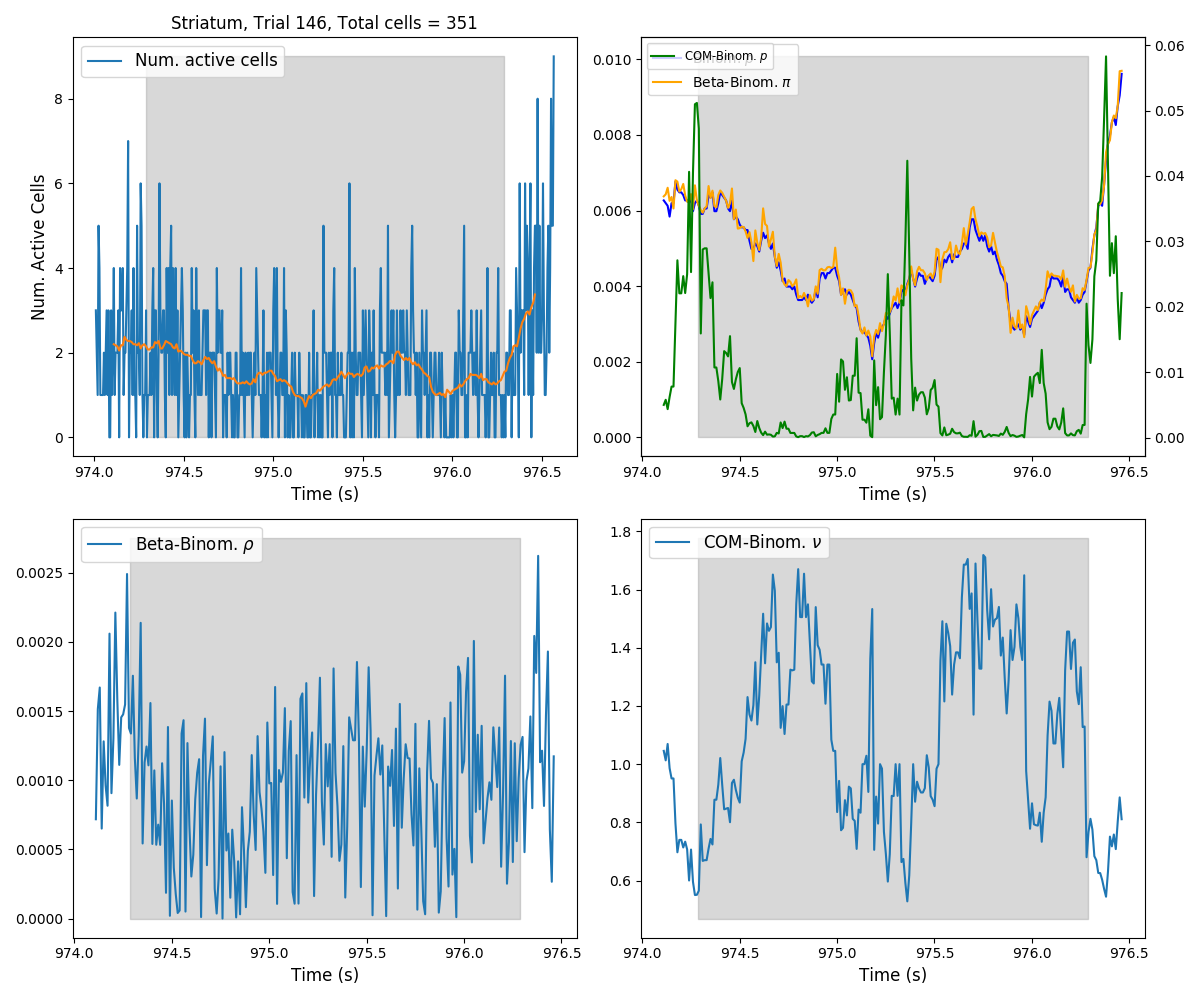 Striatum, Trial 146, Total cells = 351
Num. active cells
Num. Active Cells
8
6
4
2
0
974.0 974.5 975.0 975.5 976.0 976.5
Time (s)
COM-Binom. p
Beta-Binom. π
0.010
0.008
0.006
0.004
0.002
0.000
0.06
0.05
0.04
0.03
0.02
0.01
0.00
974.0 974.5 975.0 975.5 976.0 976.5
Time (s)
Beta-Binom. ρ
0.0025
0.0020
0.0015
0.0010
0.0005
0.0000
974.0 974.5 975.0 975.5 976.0 976.5
Time (s)
COM-Binom. ν
1.8
1.6
1.4
1.2
1.0
0.8
0.6
974.0 974.5 975.0 975.5 976.0 976.5
Time (s)